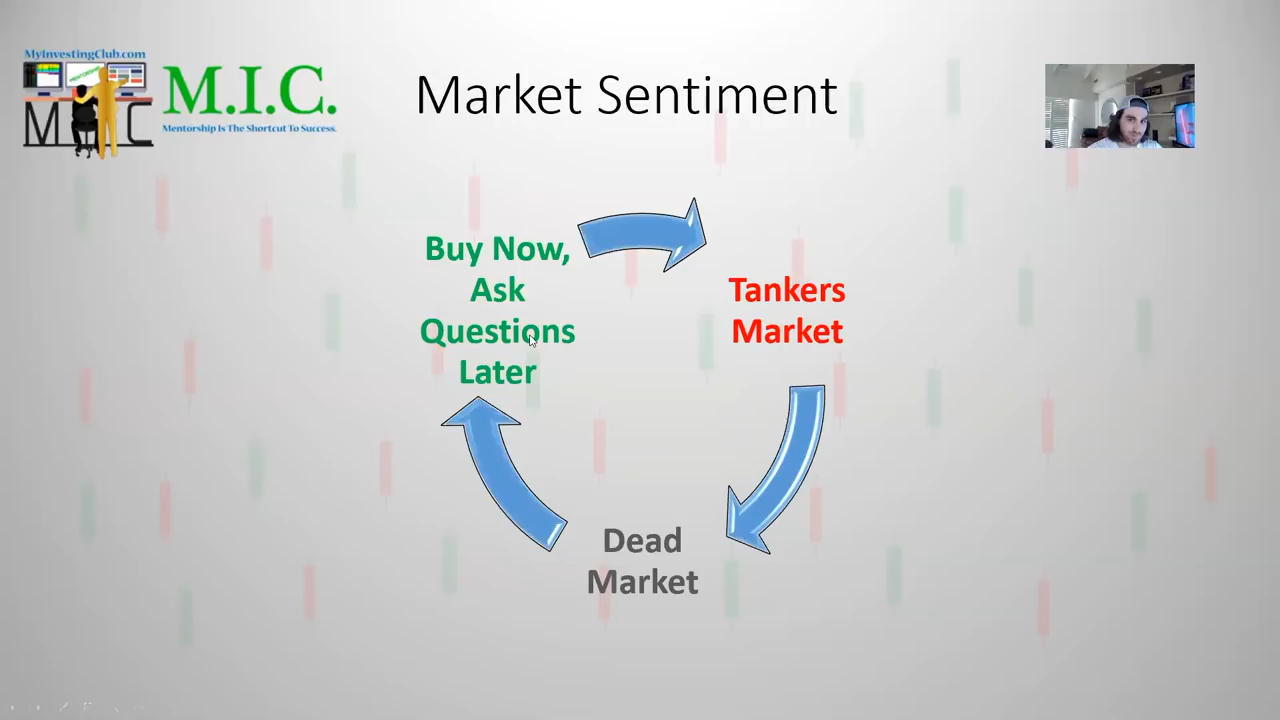 MyInvestingClub.com
MENTORSHIP
M C
M.I.C.
Mentorship Is The Shortcut To Success.
Market Sentiment
Buy Now,
Ask
Questions
Later
Tankers
Market
Dead
Market